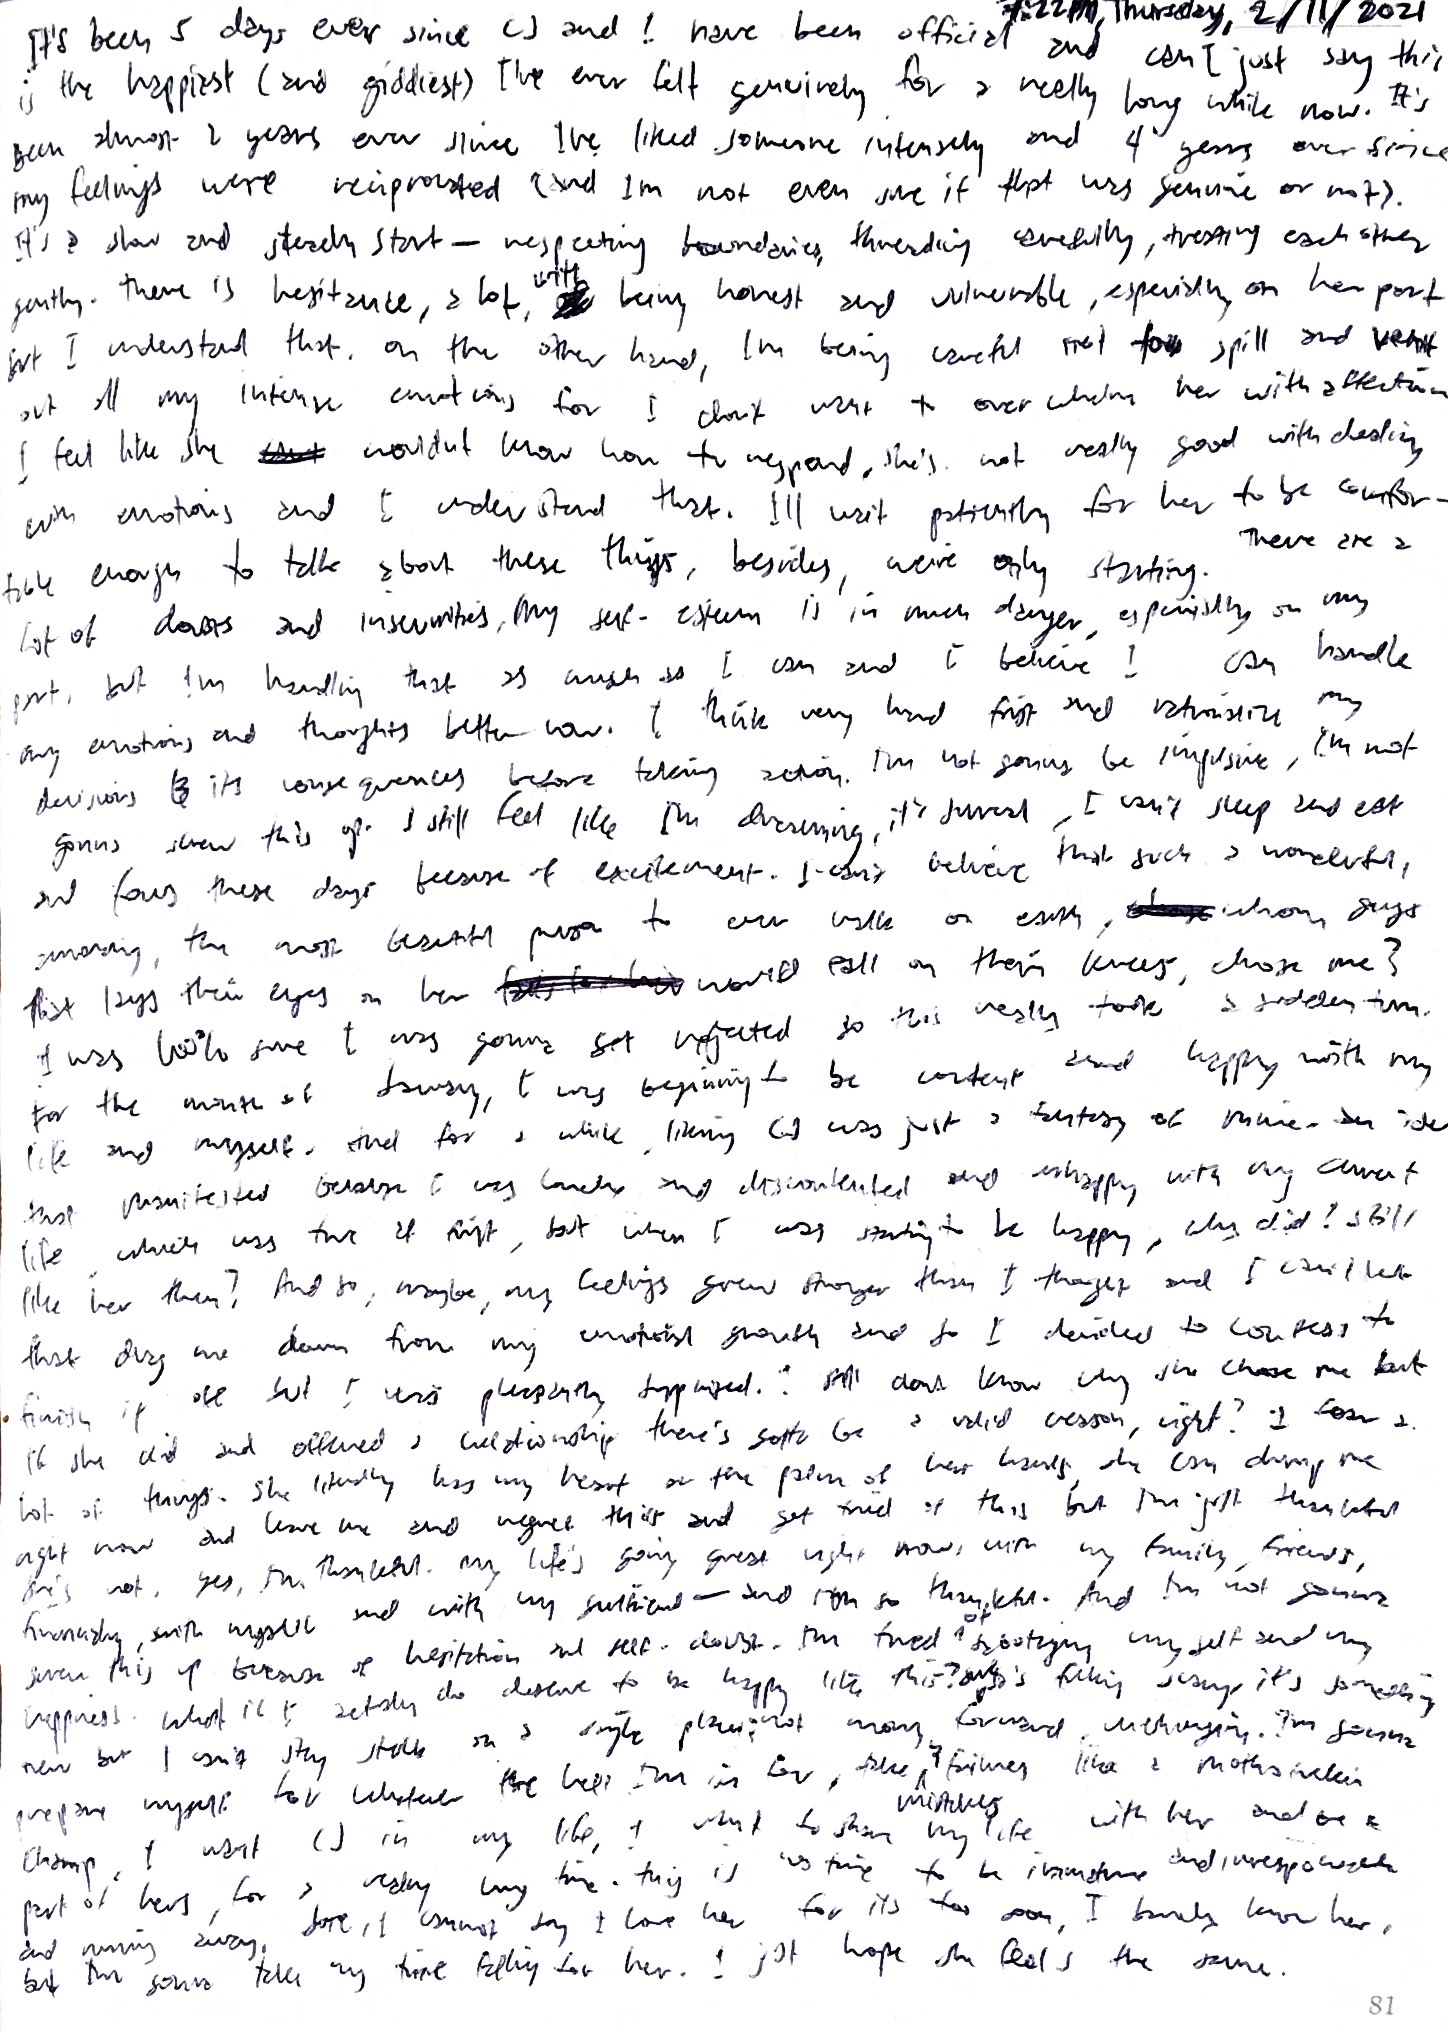 7:22PM, Thursday, 2/11/2021
It's been 5 days ever since CJ and I have been official and can I just say this
is the happiest (and giddiest) I've ever felt genuinely for a really long while now. It's
been almost 2 years ever since I've liked someone intensely and 4 years ever since
my feelings were reciprocated (and I'm not even sure if that was genuine or not).
It's a slow and steady start — respecting boundaries, threading carefully, treating each other
gently. There is hesitance, a lot, with being honest and vulnerable, especially on her part
but I understand that. On the other hand, I'm being careful not to spill and vomit
out all my intense emotions for I don't want to overwhelm her with affection
I feel like she wouldn't know how to respond, she's not really good with dealing
with emotions and I understand that. I'll wait patiently for her to be comfor-
table enough to talk about these things, besides, we're only starting. There are a
lot of doubts and insecurities, my self-esteem is in much danger, especially on my
part, but I'm handling that as much as I can and I believe I can handle
my emotions and thoughts better now. I think very hard first and rationalize my
decisions & its consequences before taking action. I'm not gonna be impulsive, I'm not
gonna screw this up. I still feel like I'm dreaming, it's surreal, I can't sleep and eat
and focus these days because of excitement. I can't believe that such a wonderful,
amazing, the most beautiful person to ever walk on earth, whom guys
that lays their eyes on her would fall on their knees, chose me?
I was 100% sure I was gonna get rejected so this really took a sudden turn.
For the month of January, I was beginning to be content and happy with my
life and myself. And for a while, liking CJ was just a fantasy of mine - an idea
that manifested because I was lonely and discontented and unhappy with my current
life which was true at first, but when I was starting to be happy, why did I still
like her then? And so, maybe, my feelings grew stronger than I thought and I can't let
that drag me down from my emotional growth and so I decided to confess to
finish it off but I was pleasantly surprised. I still don't know why she chose me but
if she did and offered a relationship there's gotta be a valid reason, right? I fear a
lot of things. She literally has my heart on the palm of her hands, she can dump me
right now and leave me and regret this and get tired of this but I'm just thankful
she's not. Yes, I'm thankful. My life's going great right now, with my family, friends,
financially, with myself and with my girlfriend — and I'm so thankful. And I'm not gonna
screw this up because of hesitation and self-doubt. I'm tired of sabotaging myself and my
happiness. What if I actually do deserve to be happy like this? It's fucking scary, it's something
new but I can't stay stuck on a single place, not moving forward, unchanging. I'm gonna
prepare myself for whatever the hell I'm in for, take mistakes & failures like a mothafuckin
champ, I want CJ in my life, I want to share my life with her and be a
part of hers, for a really long time. This is no time to be immature and irresponsible
and running away. Sure, I cannot say I love her for it's too soon, I barely know her,
but I'm gonna take my time falling for her. I just hope she feels the same.
81